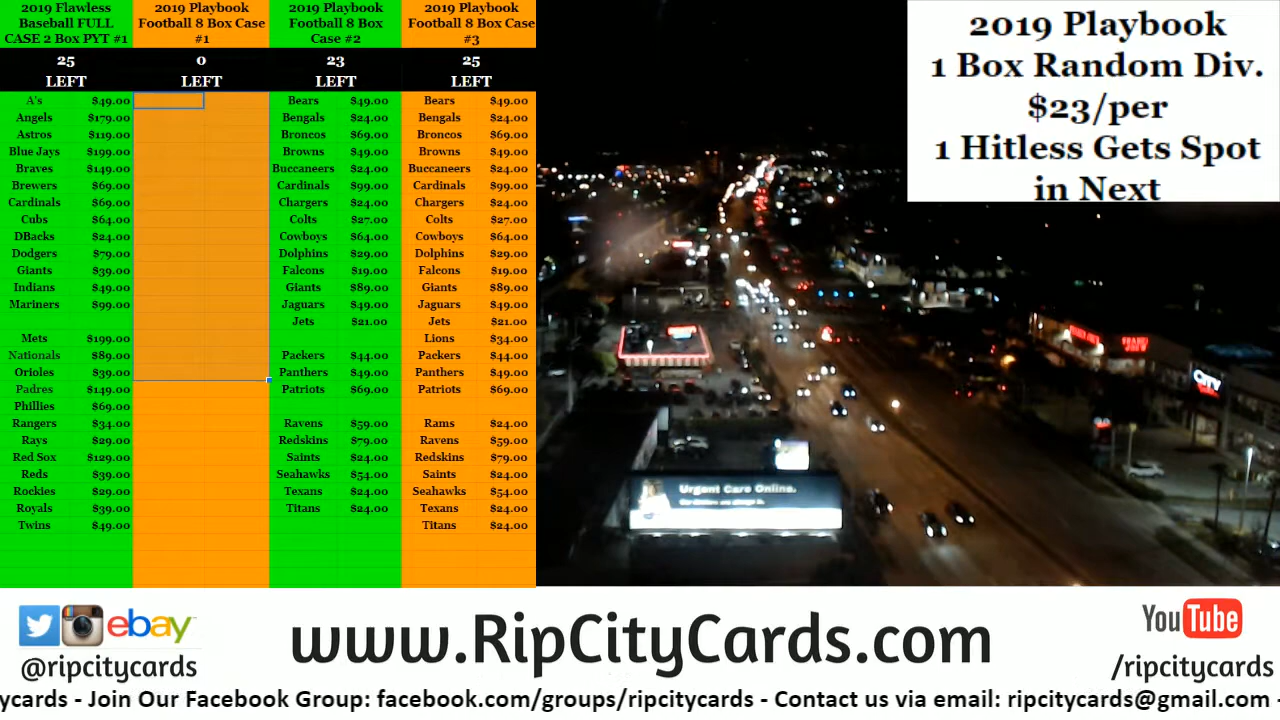 2019 Flawless
Baseball FULL
CASE 2 Box PYT #1
25
LEFT
A's $49.00
Angels $179.00
Astros $119.00
Blue Jays $199.00
Braves $149.00
Brewers $69.00
Cardinals $69.00
Cubs $64.00
DBacks $24.00
Dodgers $79.00
Giants $39.00
Indians $49.00
Mariners $99.00
Mets $199.00
Nationals $89.00
Orioles $39.00
Padres $149.00
Phillies $69.00
Rangers $34.00
Rays $29.00
Red Sox $129.00
Reds $39.00
Rockies $29.00
Royals $39.00
Twins $49.00
2019 Playbook
Football 8 Box Case
#1
0
LEFT
2019 Playbook
Football 8 Box
Case #2
23
LEFT
Bears $49.00
Bengals $24.00
Broncos $69.00
Browns $49.00
Buccaneers $24.00
Cardinals $99.00
Chargers $24.00
Colts $27.00
Cowboys $64.00
Dolphins $29.00
Falcons $19.00
Giants $89.00
Jaguars $49.00
Jets $21.00
Packers $44.00
Panthers $49.00
Patriots $69.00
Ravens $59.00
Redskins $79.00
Saints $24.00
Seahawks $54.00
Texans $24.00
Titans $24.00
2019 Playbook
Football 8 Box Case
#3
25
LEFT
Bears $49.00
Bengals $24.00
Broncos $69.00
Browns $49.00
Buccaneers $24.00
Cardinals $99.00
Chargers $24.00
Colts $27.00
Cowboys $64.00
Dolphins $29.00
Falcons $19.00
Giants $89.00
Jaguars $49.00
Jets $21.00
Lions $34.00
Packers $44.00
Panthers $49.00
Patriots $69.00
Rams $24.00
Ravens $59.00
Redskins $79.00
Saints $24.00
Seahawks $54.00
Texans $24.00
Titans $24.00
2019 Playbook
1 Box Random Div.
$23/per
1 Hitless Gets Spot
in Next
Urgent Care Online.
CITY
ebay
@ripcitycards
www.RipCityCards.com
YouTube
/ripcitycards
ycards - Join Our Facebook Group: facebook.com/groups/ripcitycards - Contact us via email: ripcitycards@gmail.com -